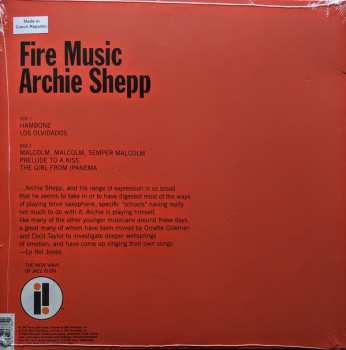 Made in
Czech Republic
Fire Music
Archie Shepp
SIDE 1
HAMBONE
LOS OLVIDADOS
SIDE 2
MALCOLM, MALCOLM, SEMPER MALCOLM
PRELUDE TO A KISS
THE GIRL FROM IPANEMA
...Archie Shepp, and his range of expression is so broad
that he seems to take in or to have digested most of the ways
of playing tenor saxophone, specific "schools" having really
not much to do with it. Archie is playing himself,
like many of the other younger musicians around these days,
a great many of whom have been moved by Ornette Coleman
and Cecil Taylor to investigate deeper wellsprings
of emotion, and have come up singing their own songs.
—Le Roi Jones
THE NEW WAVE
OF JAZZ IS ON